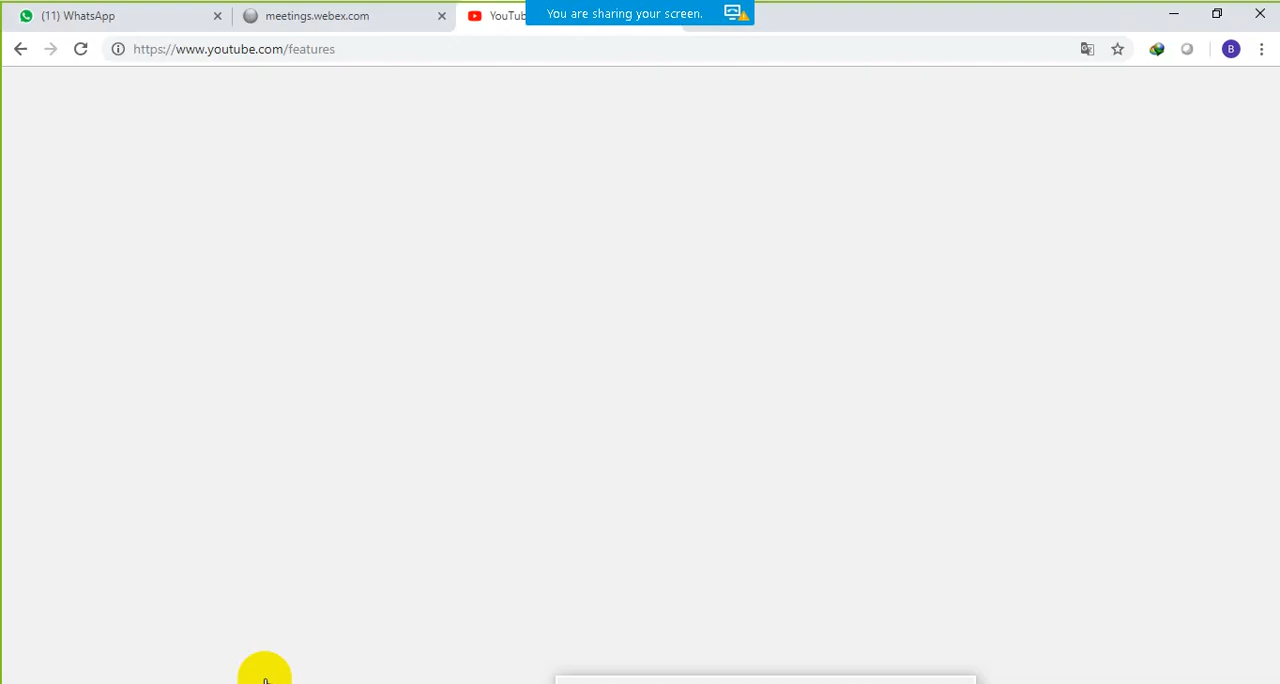 (11) WhatsApp
meetings.webex.com
YouTub
You are sharing your screen.
https://www.youtube.com/features
B